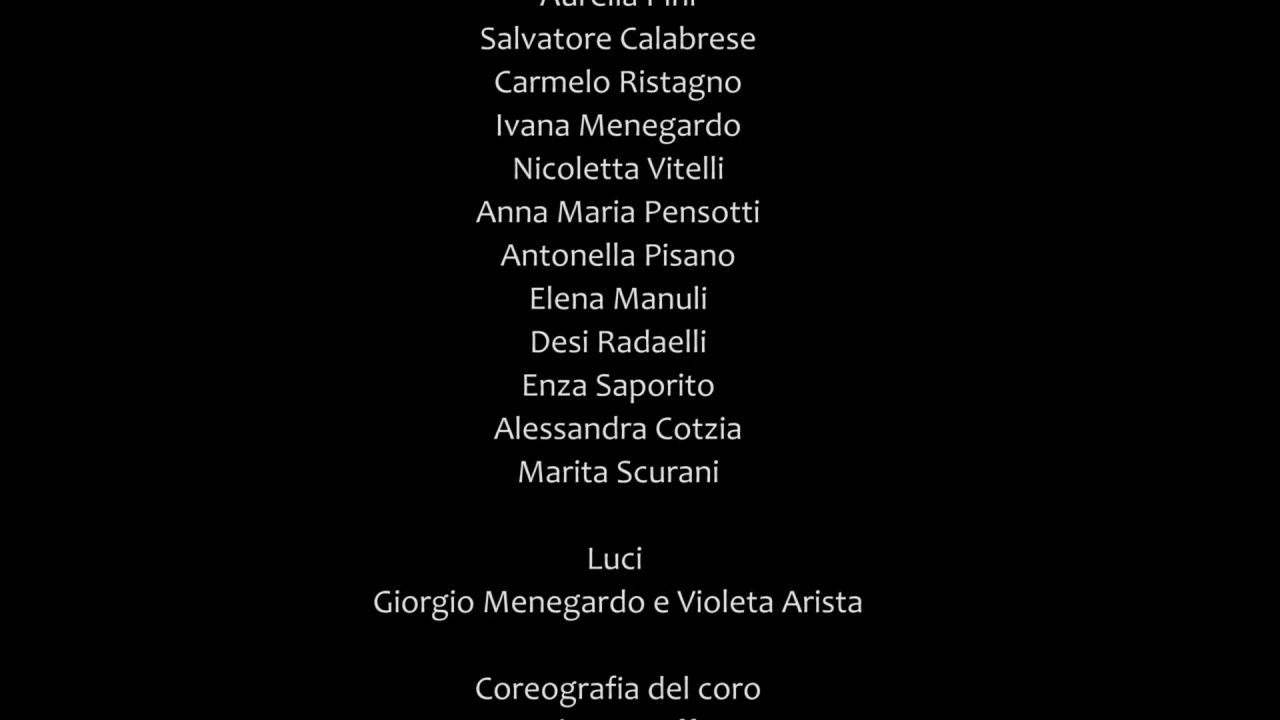 Salvatore Calabrese
Carmelo Ristagno
Ivana Menegardo
Nicoletta Vitelli
Anna Maria Pensotti
Antonella Pisano
Elena Manuli
Desi Radaelli
Enza Saporito
Alessandra Cotzia
Marita Scurani
Luci
Giorgio Menegardo e Violeta Arista
Coreografia del coro